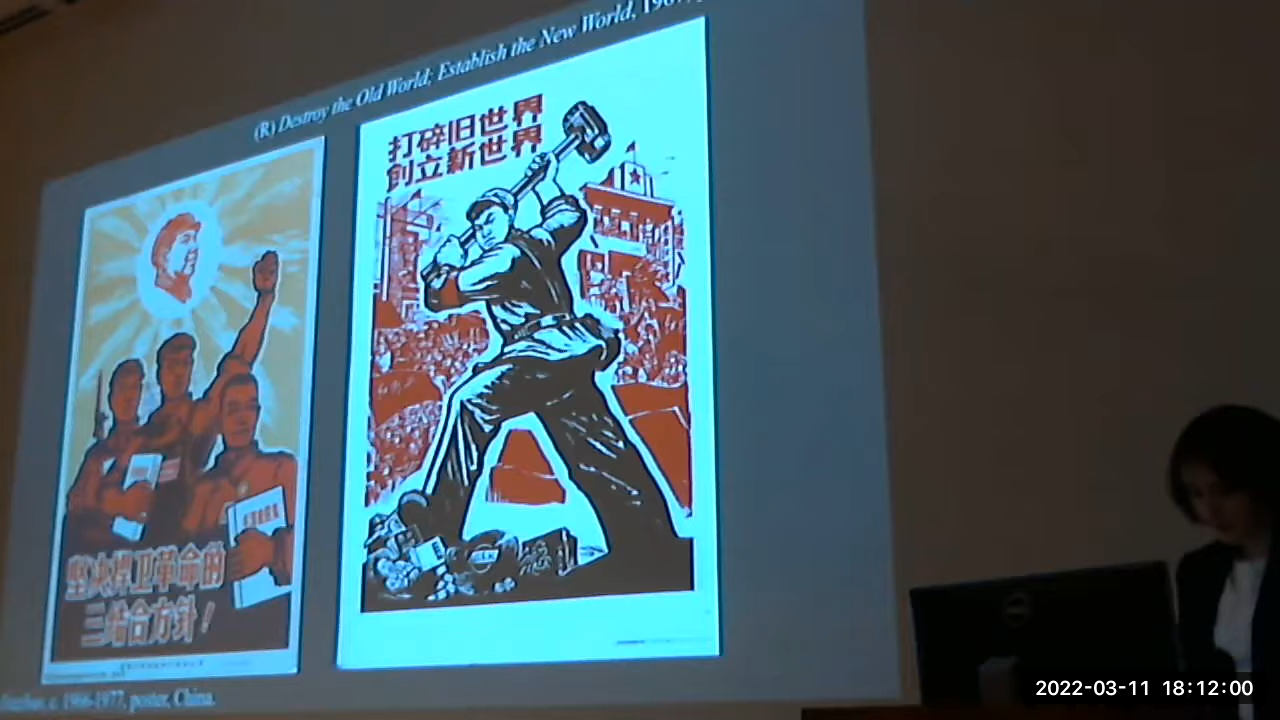 (R) Destroy the Old World; Establish the New World,
打碎旧世界
創立新世界
坚决捍卫革命的
三结合方针！
c. 1966-1977, poster, China.
2022-03-11 18:12:00